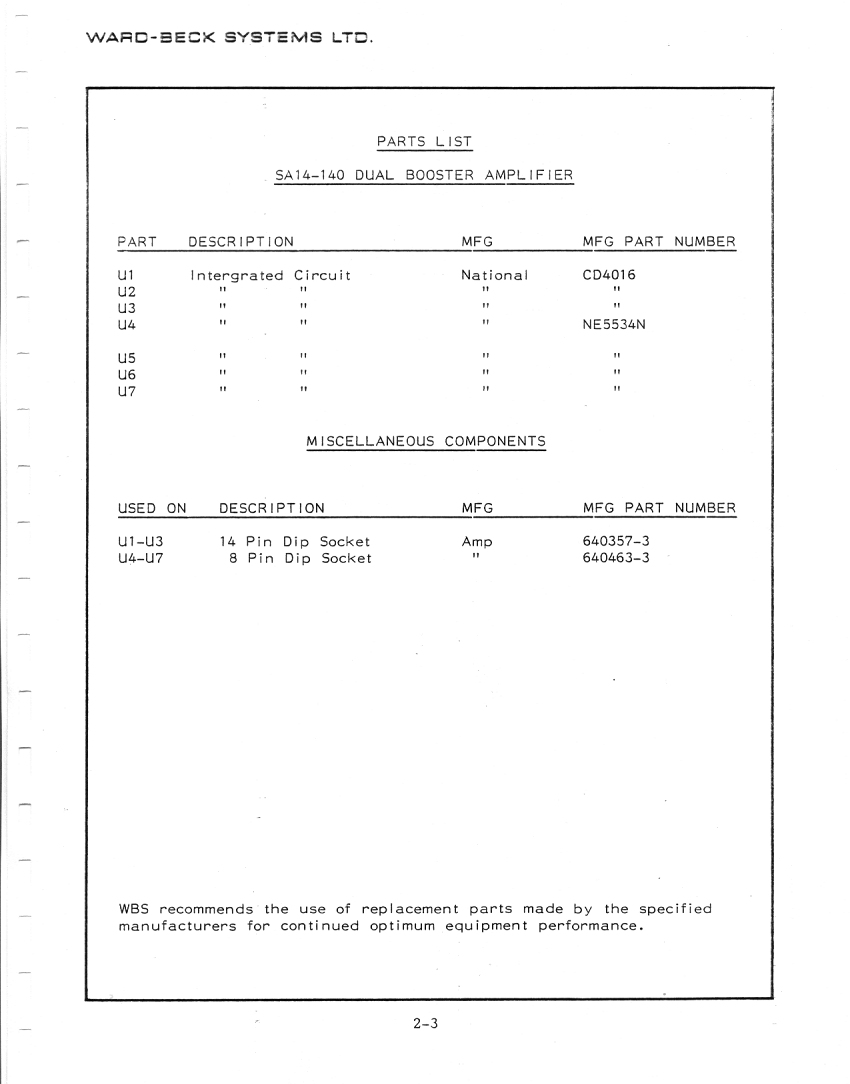 WARD-BECK SYSTEMS LTD.
PARTS LIST
SA14-140 DUAL BOOSTER AMPLIFIER
PART DESCRIPTION MFG MFG PART NUMBER
U1 Intergrated Circuit National CD4016
U2 " " " "
U3 " " " "
U4 " " " NE5534N
U5 " " " "
U6 " " " "
U7 " " " "
MISCELLANEOUS COMPONENTS
USED ON DESCRIPTION MFG MFG PART NUMBER
U1-U3 14 Pin Dip Socket Amp 640357-3
U4-U7 8 Pin Dip Socket " 640463-3
WBS recommends the use of replacement parts made by the specified
manufacturers for continued optimum equipment performance.
2-3